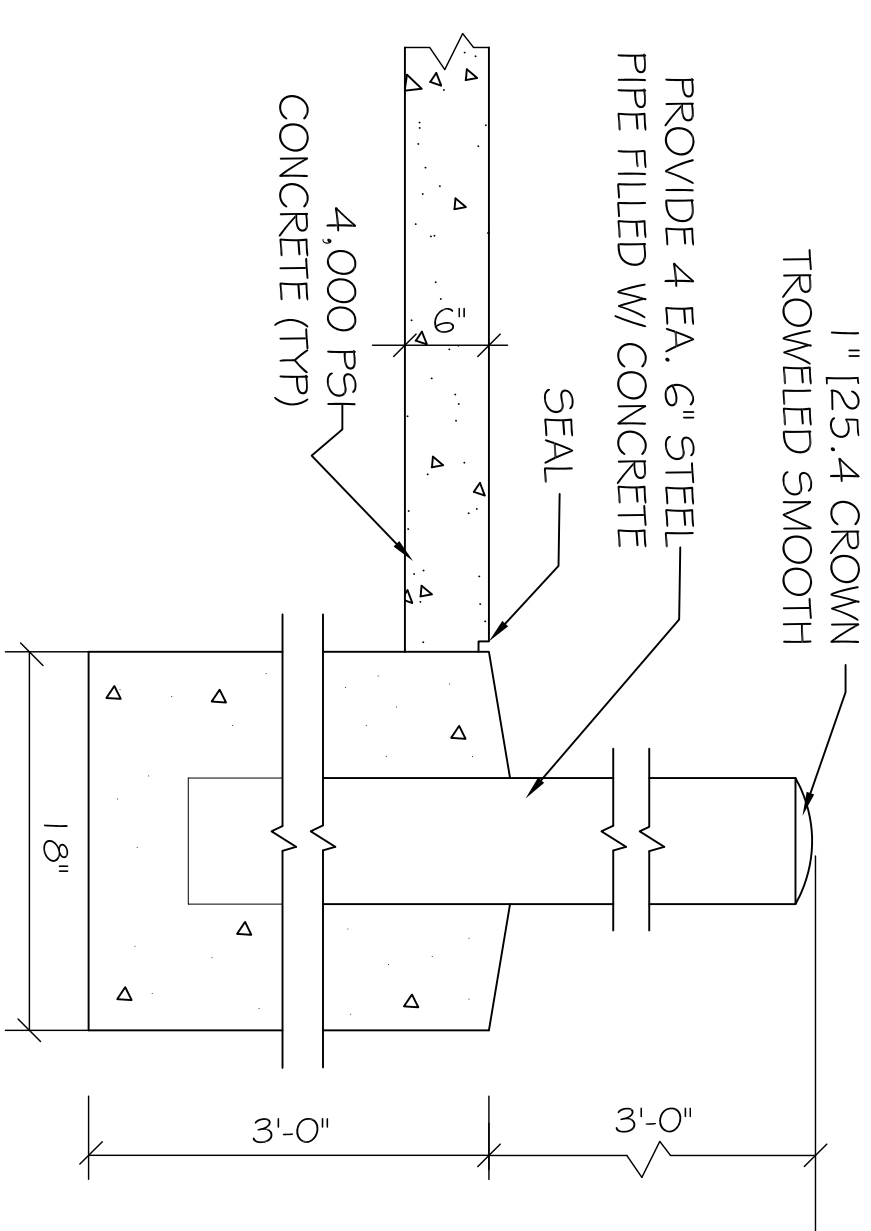 1" [25.4 CROWN
TROWELED SMOOTH
PROVIDE 4 EA. 6" STEEL
PIPE FILLED W/ CONCRETE
SEAL
6"
4,000 PSI
CONCRETE (TYP)
3'-0"
3'-0"
18"